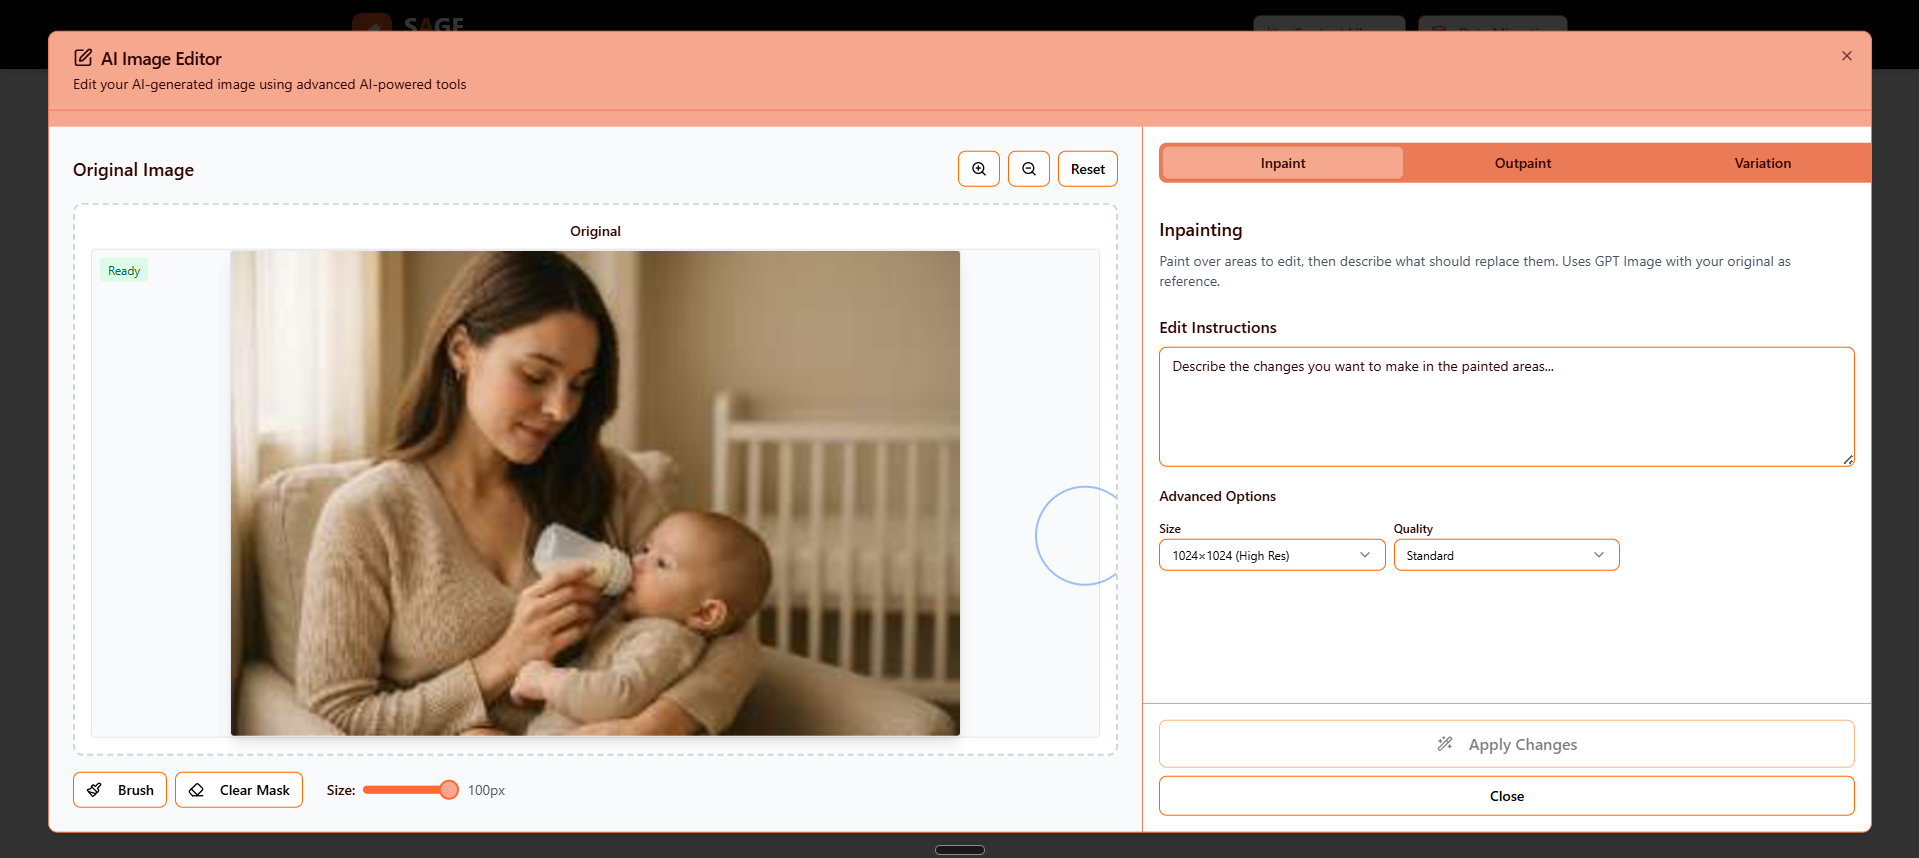 SAGE
AI Image Editor
Edit your AI-generated image using advanced AI-powered tools
Original Image
Reset
Original
Ready
Brush
Clear Mask
Size:
100px
Inpaint
Outpaint
Variation
Inpainting
Paint over areas to edit, then describe what should replace them. Uses GPT Image with your original as
reference.
Edit Instructions
Describe the changes you want to make in the painted areas...
Advanced Options
Size
Quality
1024×1024 (High Res)
Standard
Apply Changes
Close